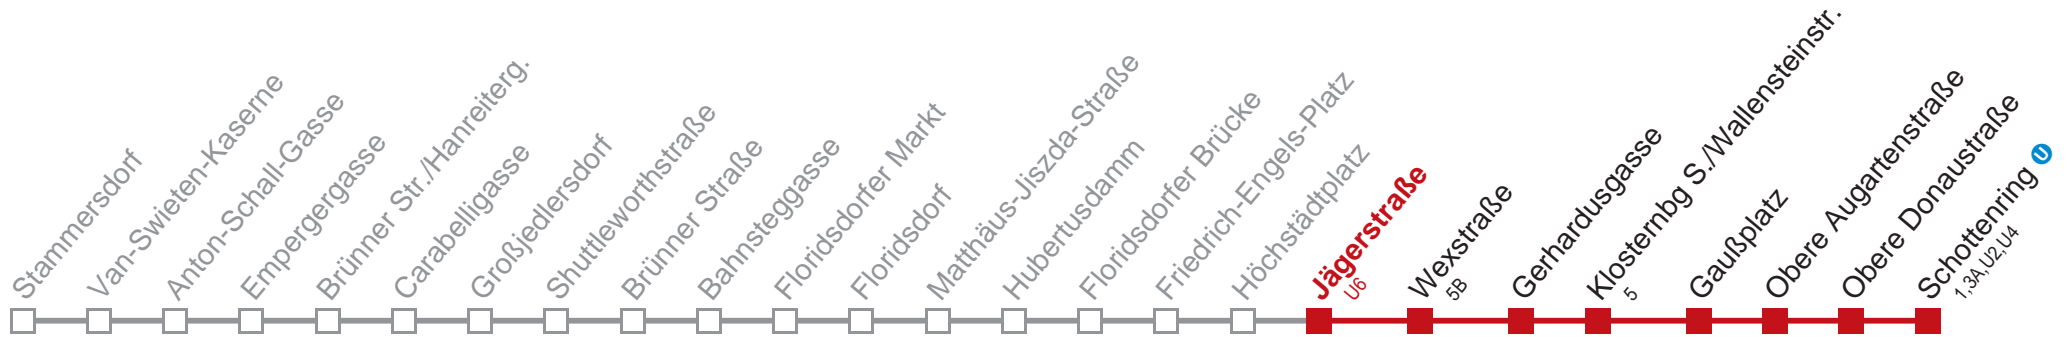 Stammersdorf
Van-Swieten-Kaserne
Anton-Schall-Gasse
Empergergasse
Brünner Str./Hanreiterg.
Carabelligasse
Großjedlersdorf
Shuttleworthstraße
Brünner Straße
Bahnsteggasse
Floridsdorfer Markt
Floridsdorf
Matthäus-Jiszda-Straße
Hubertusdamm
Floridsdorfer Brücke
Friedrich-Engels-Platz
Höchstädtplatz
Jägerstraße
U6
Wexstraße
5B
Gerhardusgasse
Klosternbg S./Wallensteinstr.
5
Gaußplatz
Obere Augartenstraße
Obere Donaustraße
Schottenring U
1,3A,U2,U4